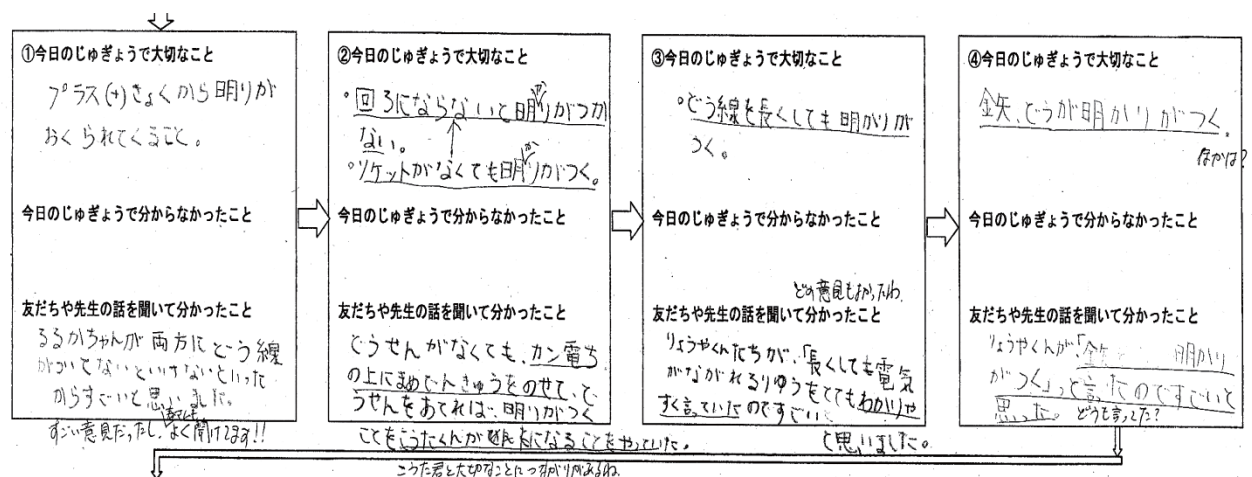 ①今日のじゅぎょうで大切なこと
プラス(+)きょくから明りが
おくられてくること。
今日のじゅぎょうで分からなかったこと
友だちや先生の話を聞いて分かったこと
るるかちゃんが両方にどう線
がついてないといけないといった
からすごいと思いました。
すごい意見だったし、よく聞けてます!!
②今日のじゅぎょうで大切なこと
・回ろにならないと明かりがつか
ない。
・ソケットがなくても明かりがつく。
今日のじゅぎょうで分からなかったこと
友だちや先生の話を聞いて分かったこと
どうせんがなくても、カン電ち
の上にまめでんきゅうをのせて、ど
うせんをあてれば、明りがつく
ことをこうたくんが になることをやっていた。
こうた君と大切なことにつながりがあるね。
③今日のじゅぎょうで大切なこと
・どう線を長くしても明がりが
つく。
今日のじゅぎょうで分からなかったこと
どの意見もよかったね
友だちや先生の話を聞いて分かったこと
りょうやくんたちが、「長くしても電気
がながれるりゆうをとてもわかりや
すく言っていたのですごい
と思いました。
④今日のじゅぎょうで大切なこと
鉄、どうが明かりがつく。
ほかは?
今日のじゅぎょうで分からなかったこと
友だちや先生の話を聞いて分かったこと
りょうやくんが、「 明かり
がつく」って言ったのですごいと
思った。 どう言ってた?